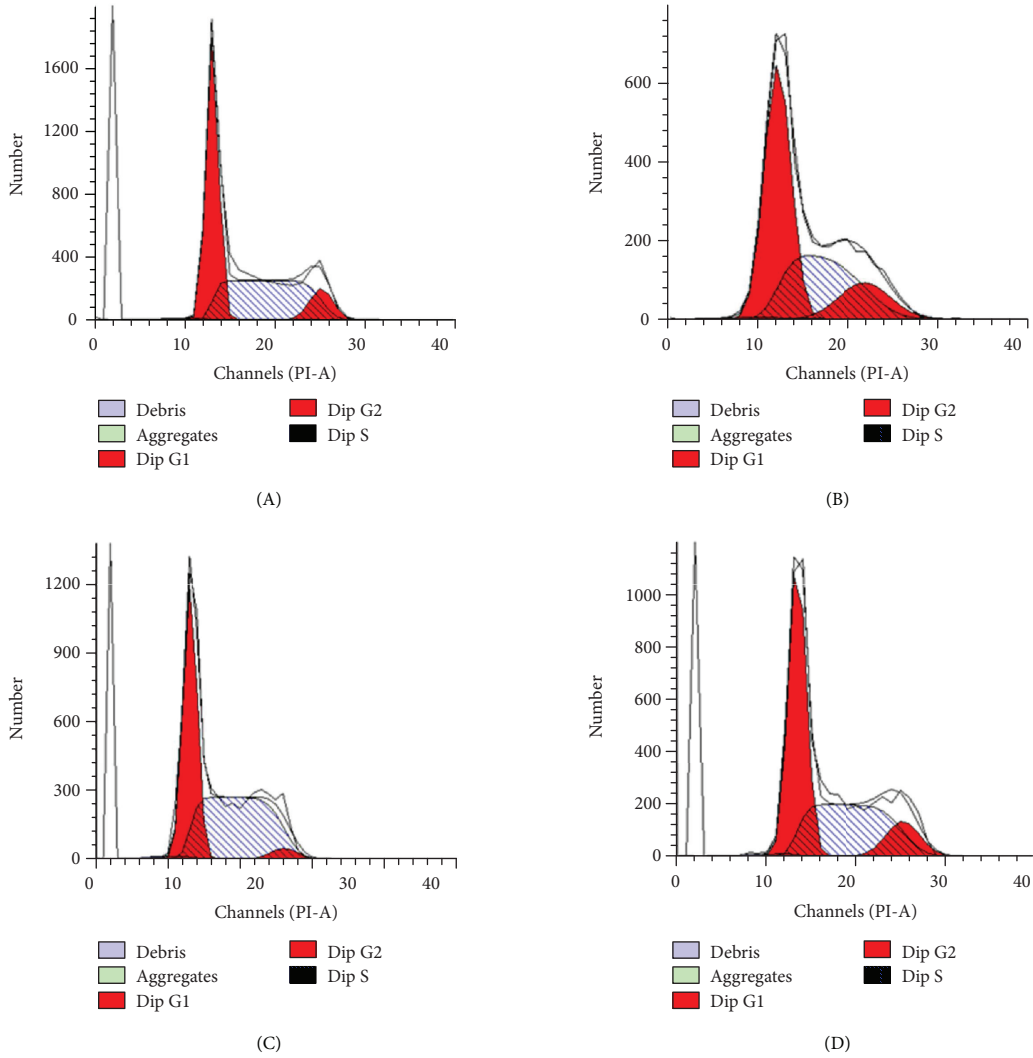 1600
1200
800
400
0
Number
0 10 20 30 40
Channels (PI-A)
Debris Dip G2
Aggregates Dip S
Dip G1
(A)
600
400
200
0
Number
0 10 20 30 40
Channels (PI-A)
Debris Dip G2
Aggregates Dip S
Dip G1
(B)
1200
900
600
300
0
Number
0 10 20 30 40
Channels (PI-A)
Debris Dip G2
Aggregates Dip S
Dip G1
(C)
1000
800
600
400
200
0
Number
0 10 20 30 40
Channels (PI-A)
Debris Dip G2
Aggregates Dip S
Dip G1
(D)